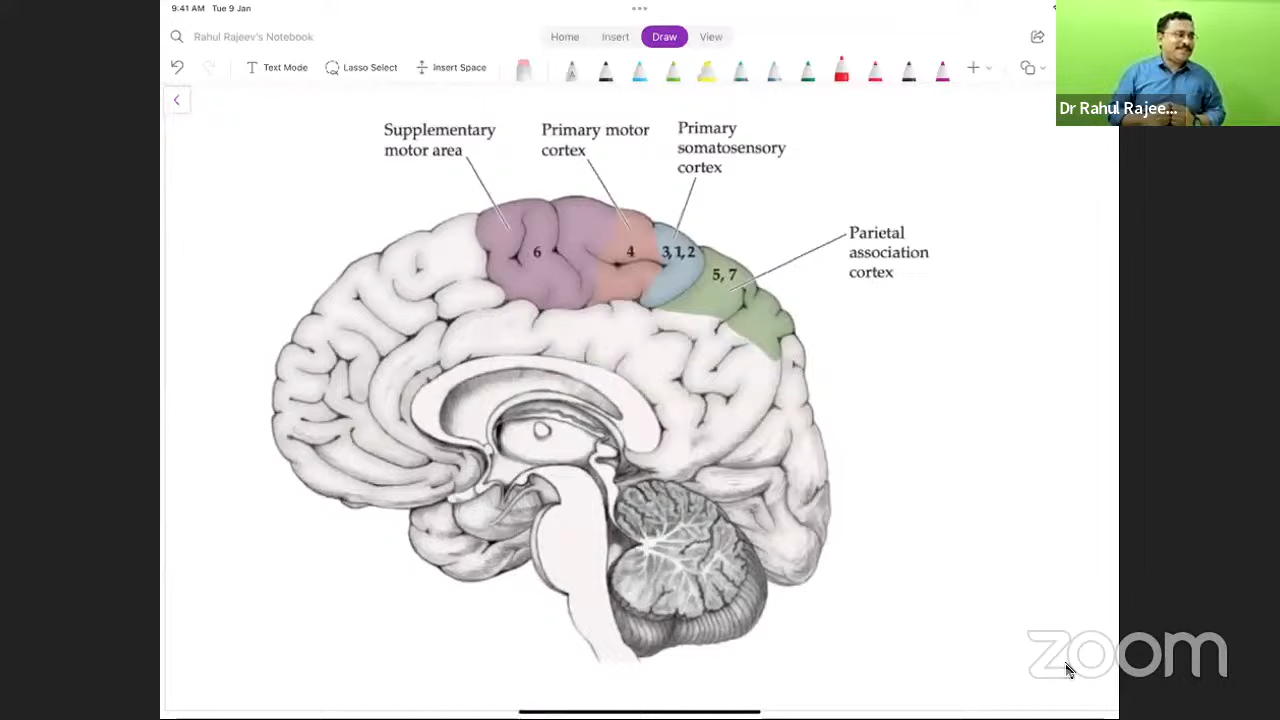 9:41 AM Tue 9 Jan
Rahul Rajeev's Notebook
Home Insert Draw View
Text Mode Lasso Select Insert Space
Dr Rahul Rajee...
Supplementary
motor area
Primary motor
cortex
Primary
somatosensory
cortex
Parietal
association
cortex
6
4
3, 1, 2
5, 7
zoom